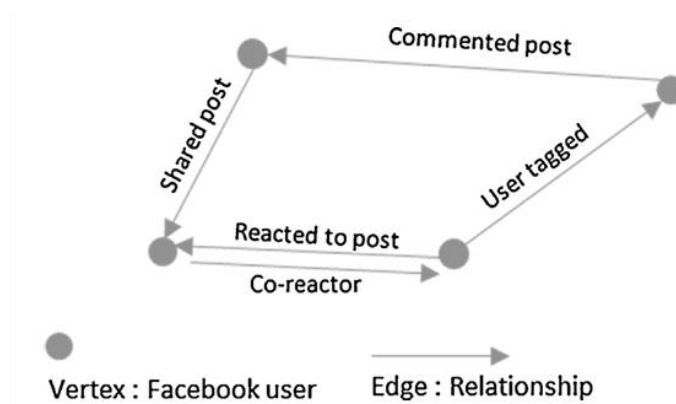 Commented post
Shared post
User tagged
Reacted to post
Co-reactor
Vertex : Facebook user
Edge : Relationship